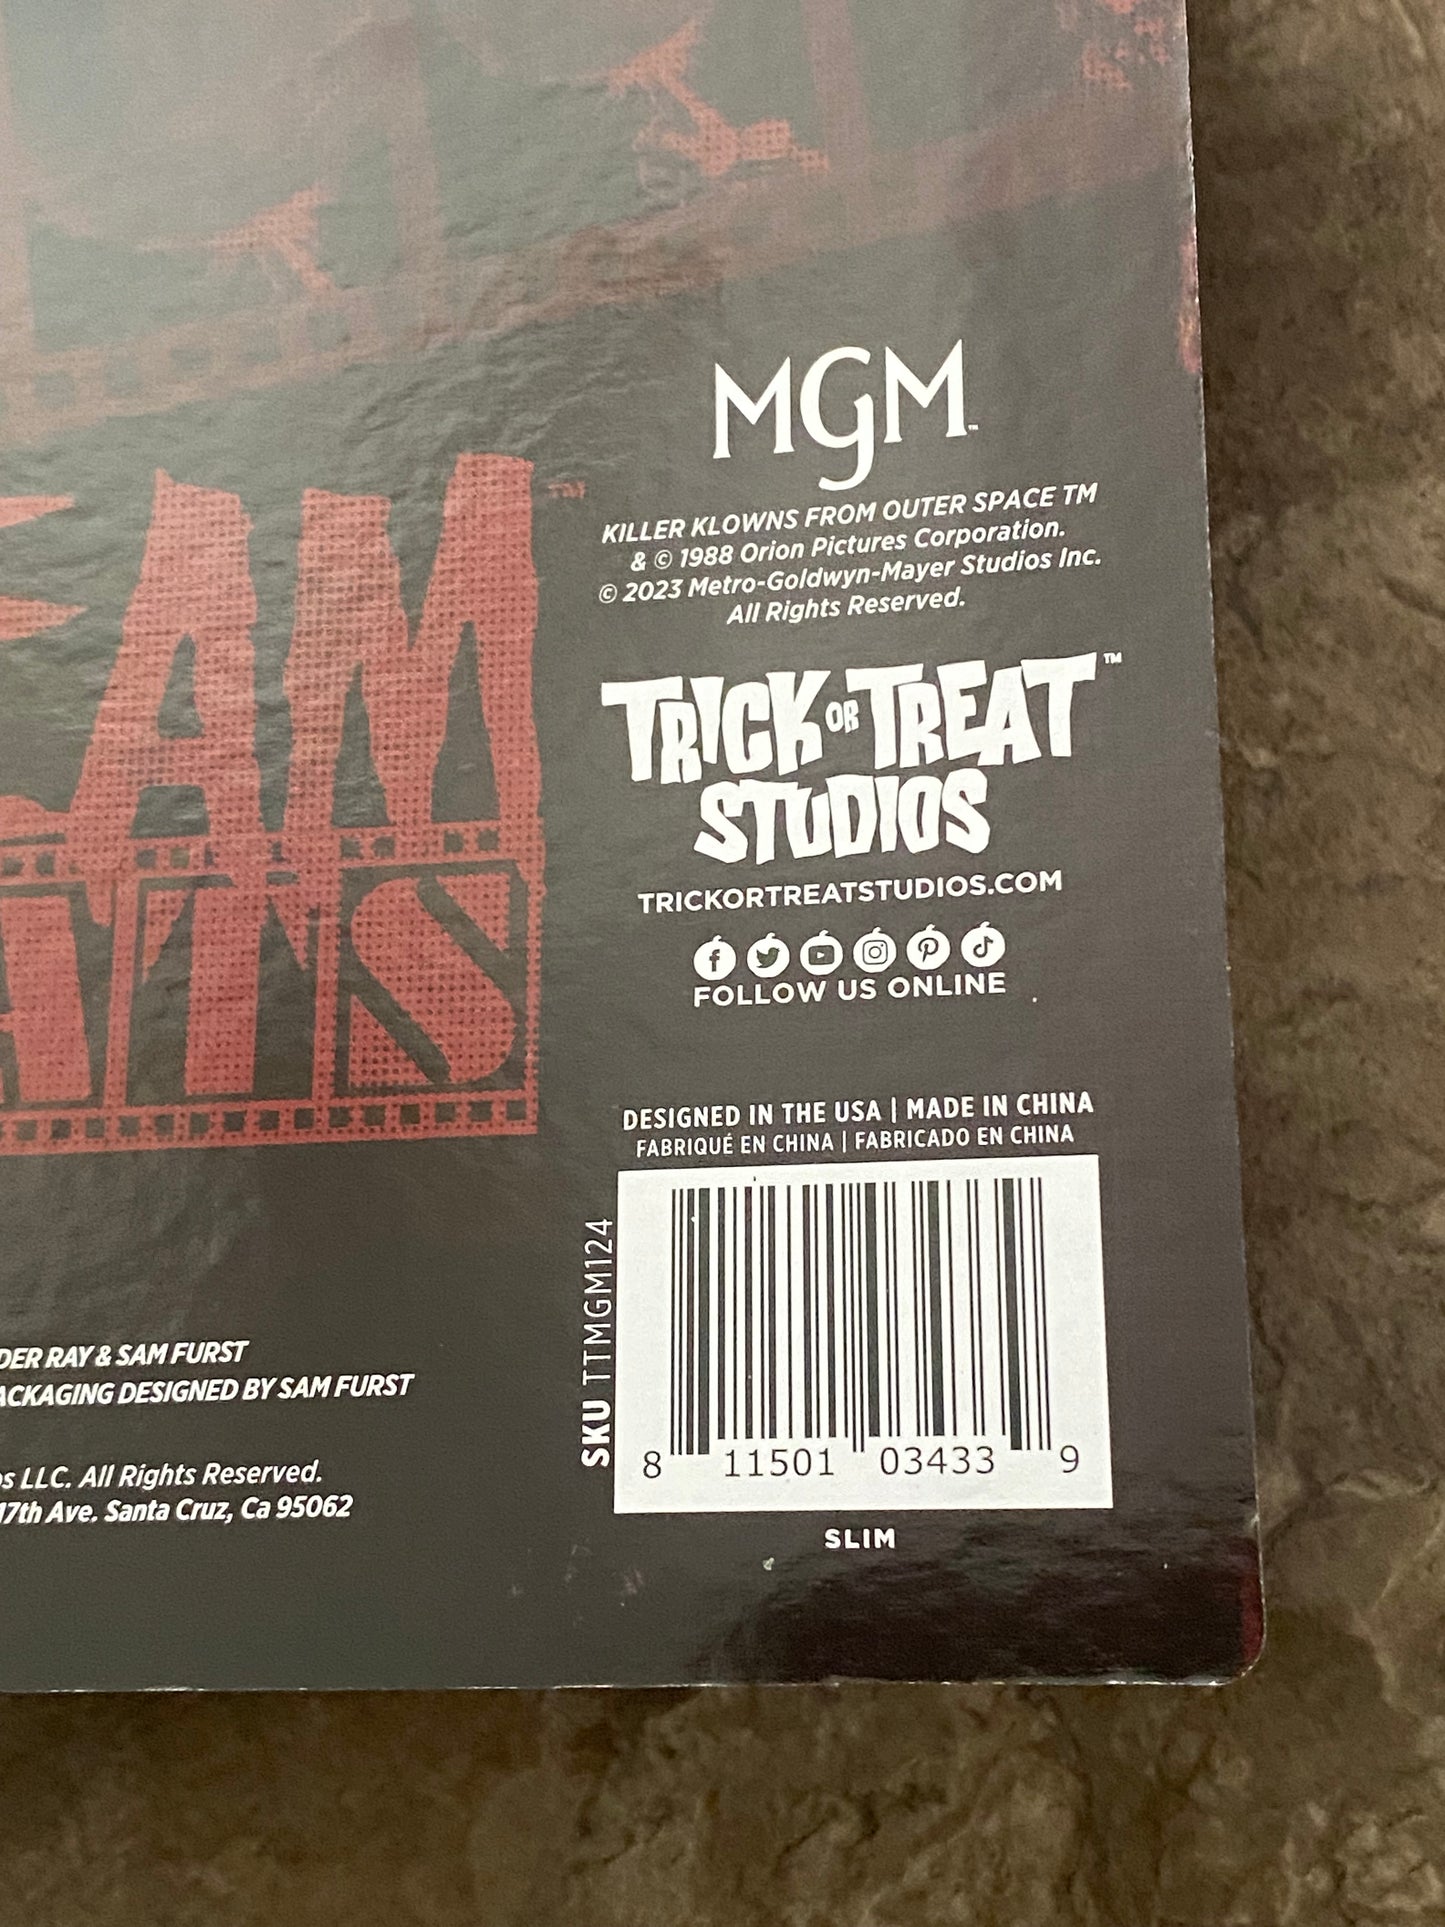 MGM™
KILLER KLOWNS FROM OUTER SPACE TM
& © 1988 Orion Pictures Corporation.
© 2023 Metro-Goldwyn-Mayer Studios Inc.
All Rights Reserved.
EAM™
ATS
TRICK OR TREAT™
STUDIOS
TRICKORTREATSTUDIOS.COM
FOLLOW US ONLINE
DESIGNED IN THE USA | MADE IN CHINA
FABRIQUÉ EN CHINA | FABRICADO EN CHINA
SKU TTMGM124
8 11501 03433 9
SLIM
DER RAY & SAM FURST
ACKAGING DESIGNED BY SAM FURST
os LLC. All Rights Reserved.
17th Ave. Santa Cruz, Ca 95062